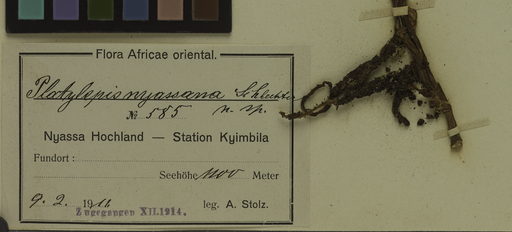 Flora Africae oriental.
Platylepis nyassana Schlechter
№ 585 n. sp.
Nyassa Hochland — Station Kyimbila
Fundort :
Seehöhe 1100 Meter
9. 2. 1911 leg. A. Stolz.
Zugegangen XII.1914.